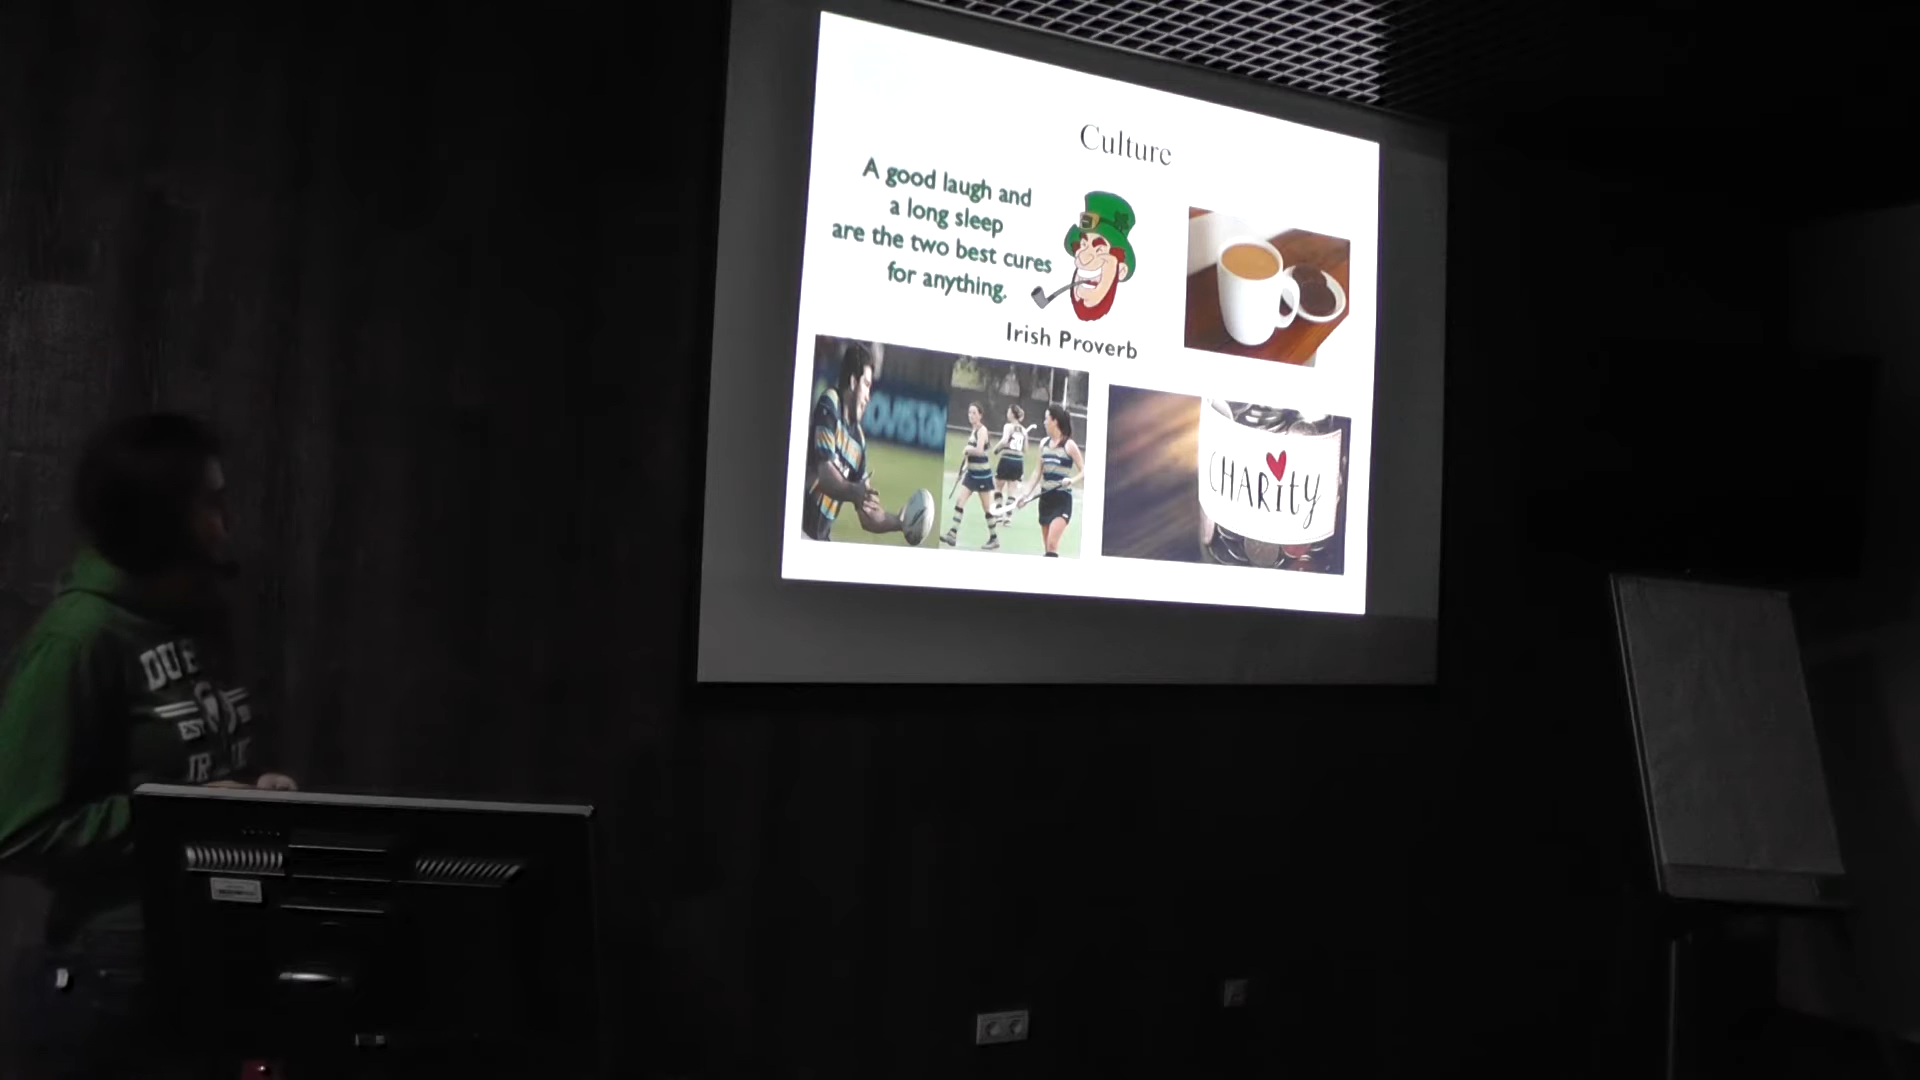 Culture
A good laugh and
a long sleep
are the two best cures
for anything.
Irish Proverb
CHARity